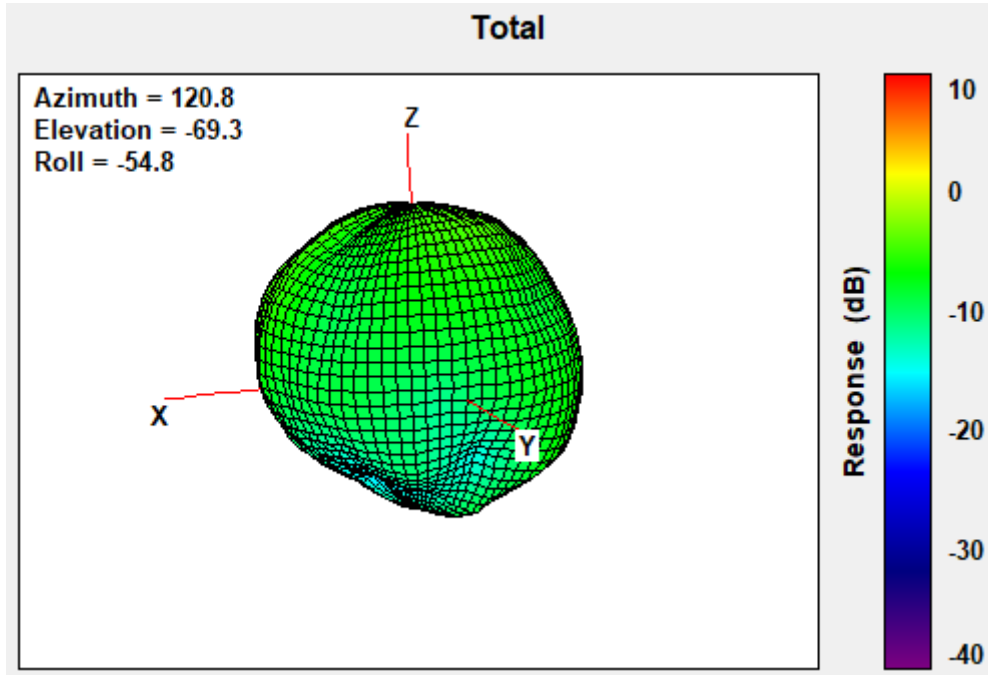 Total
Azimuth = 120.8
Elevation = -69.3
Roll = -54.8
Z
X
Y
10
0
-10
-20
-30
-40
Response (dB)